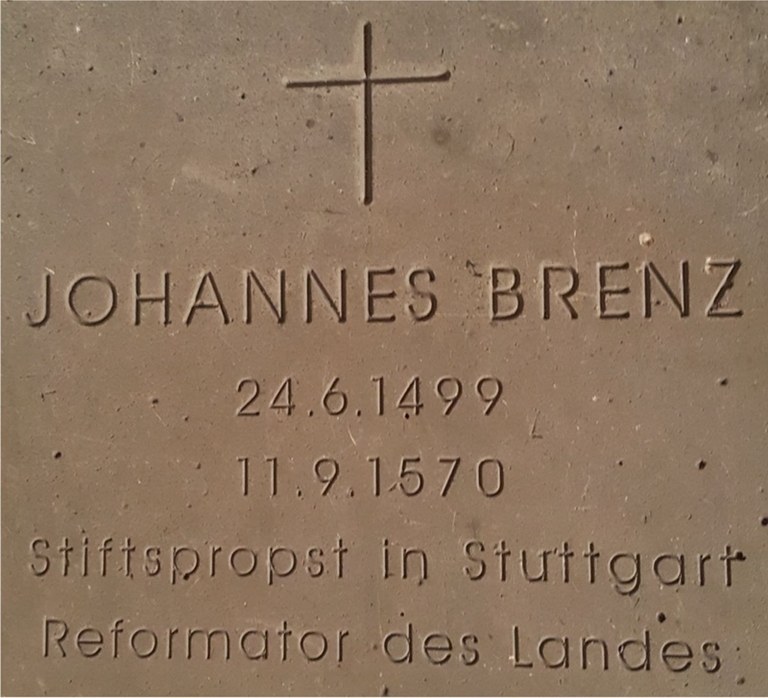 JOHANNES BRENZ
24.6.1499
11.9.1570
Stiftspropst in Stuttgart
Reformator des Landes